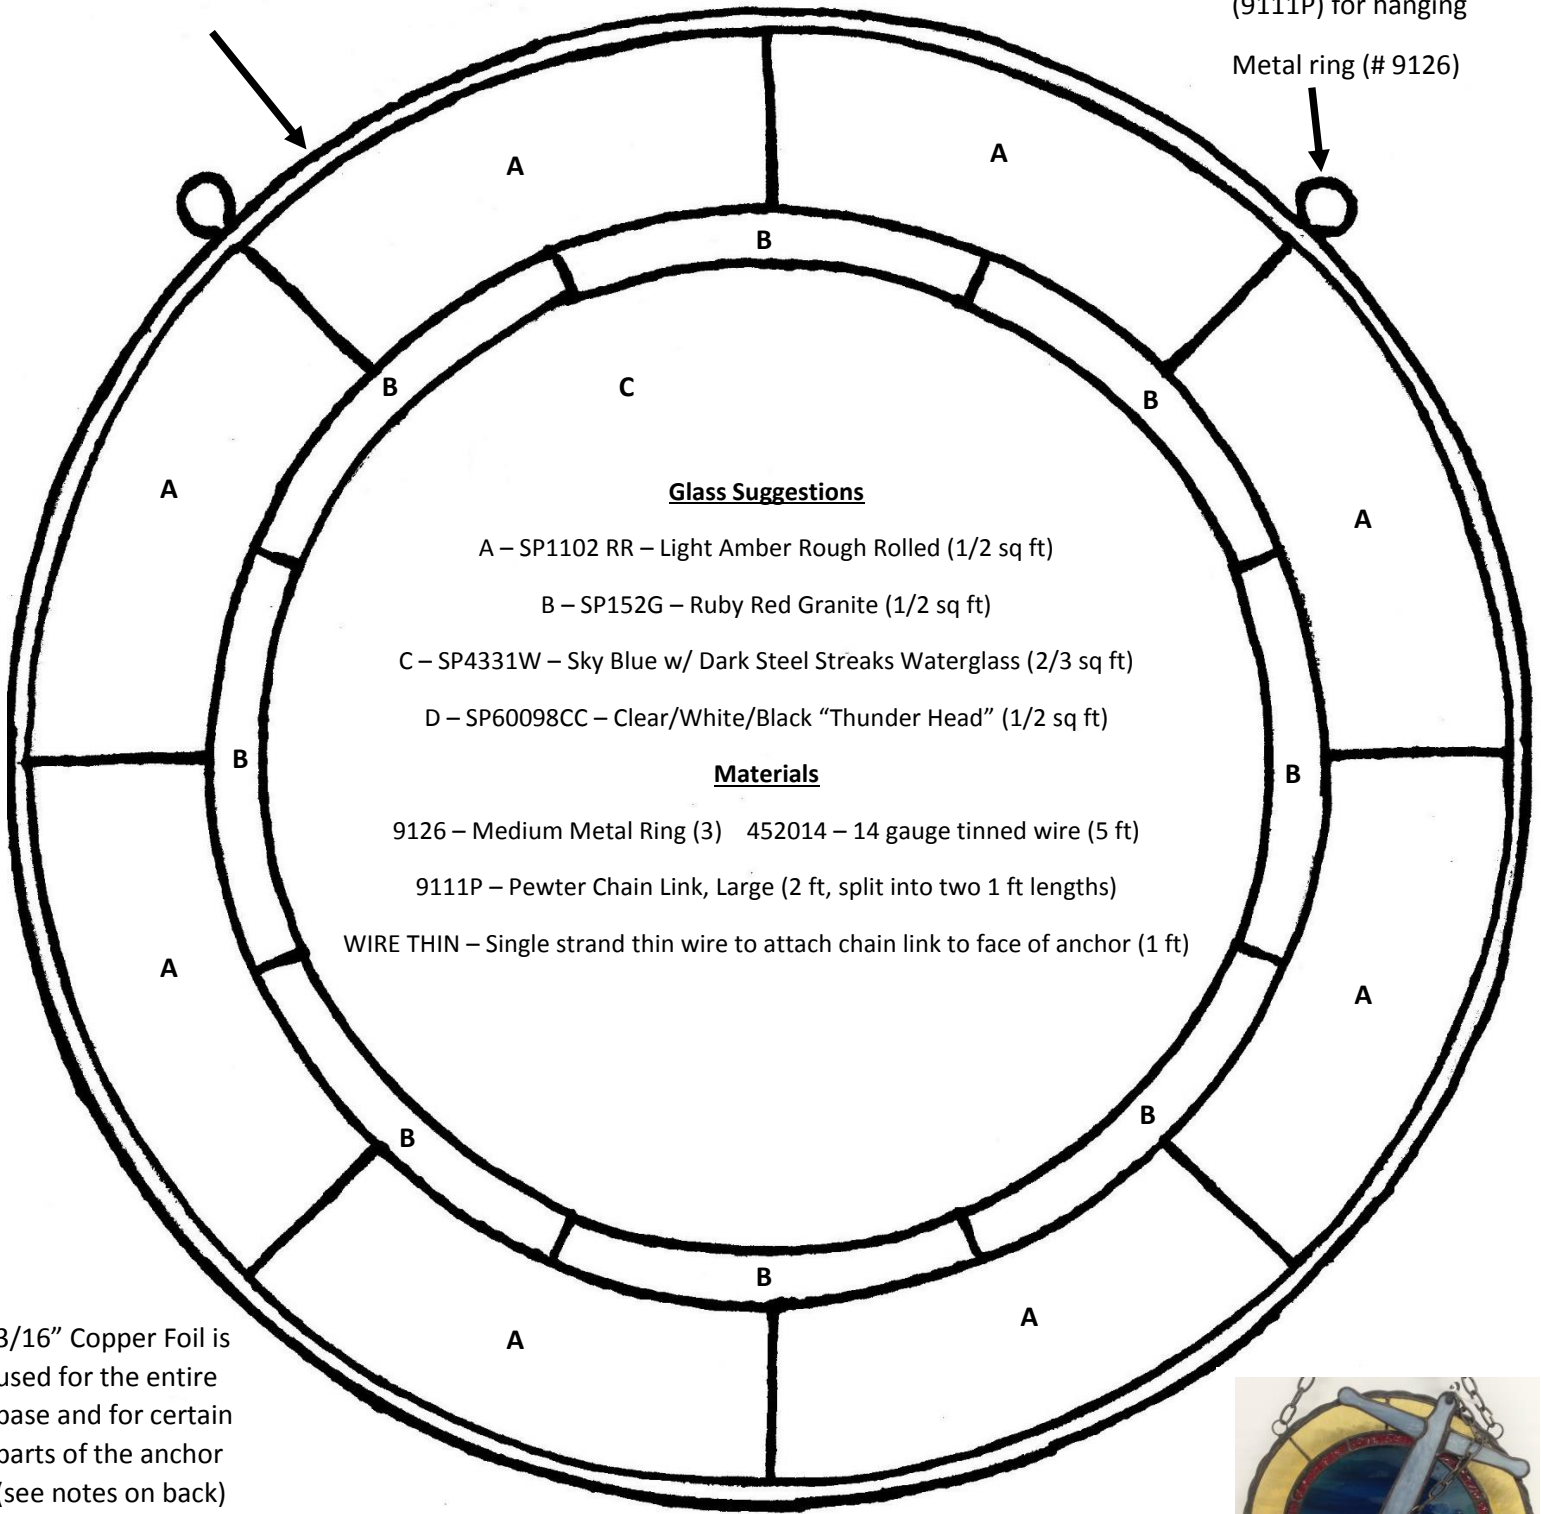 (9111P) for hanging
Metal ring (# 9126)
A
A
B
B
C
B
A
A
Glass Suggestions
A – SP1102 RR – Light Amber Rough Rolled (1/2 sq ft)
B – SP152G – Ruby Red Granite (1/2 sq ft)
C – SP4331W – Sky Blue w/ Dark Steel Streaks Waterglass (2/3 sq ft)
D – SP60098CC – Clear/White/Black “Thunder Head” (1/2 sq ft)
B
B
Materials
9126 – Medium Metal Ring (3) 452014 – 14 gauge tinned wire (5 ft)
9111P – Pewter Chain Link, Large (2 ft, split into two 1 ft lengths)
WIRE THIN – Single strand thin wire to attach chain link to face of anchor (1 ft)
A
A
B
B
B
A
A
3/16” Copper Foil is
used for the entire
base and for certain
parts of the anchor
(see notes on back)